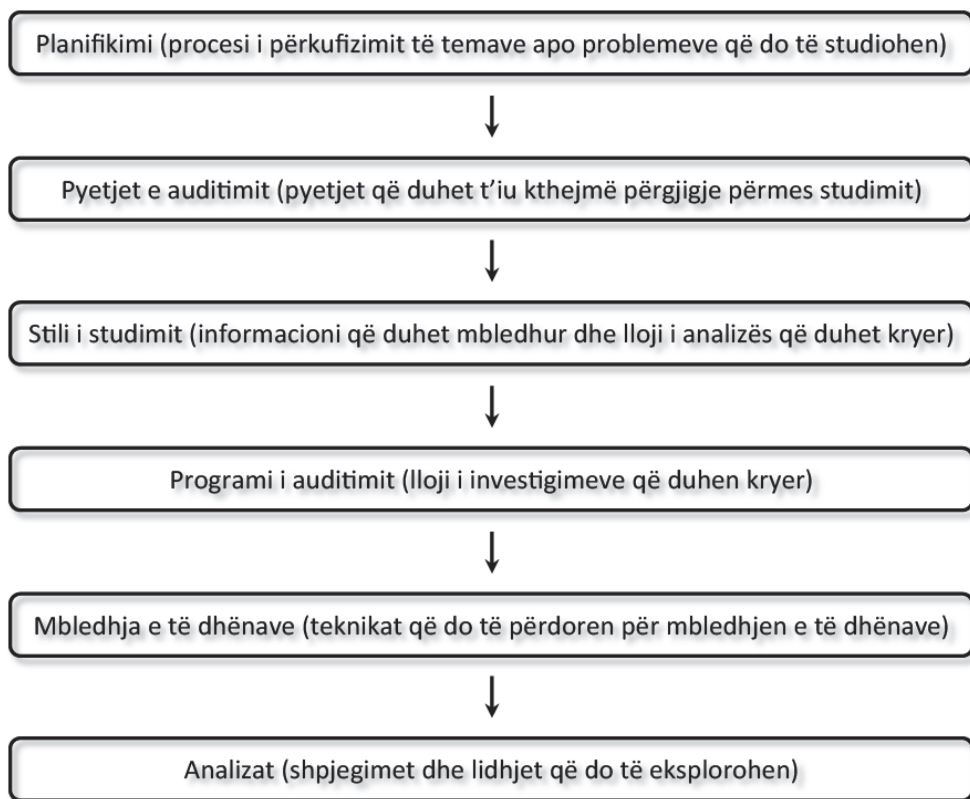 Planifikimi (procesi i përkufizimit të temave apo problemeve që do të studiohen)
Pyetjet e auditimit (pyetjet që duhet t’iu kthejmë përgjigje përmes studimit)
Stili i studimit (informacioni që duhet mbledhur dhe lloji i analizës që duhet kryer)
Programi i auditimit (lloji i investigimeve që duhen kryer)
Mbledhja e të dhënave (teknikat që do të përdoren për mbledhjen e të dhënave)
Analizat (shpjegimet dhe lidhjet që do të eksplorohen)